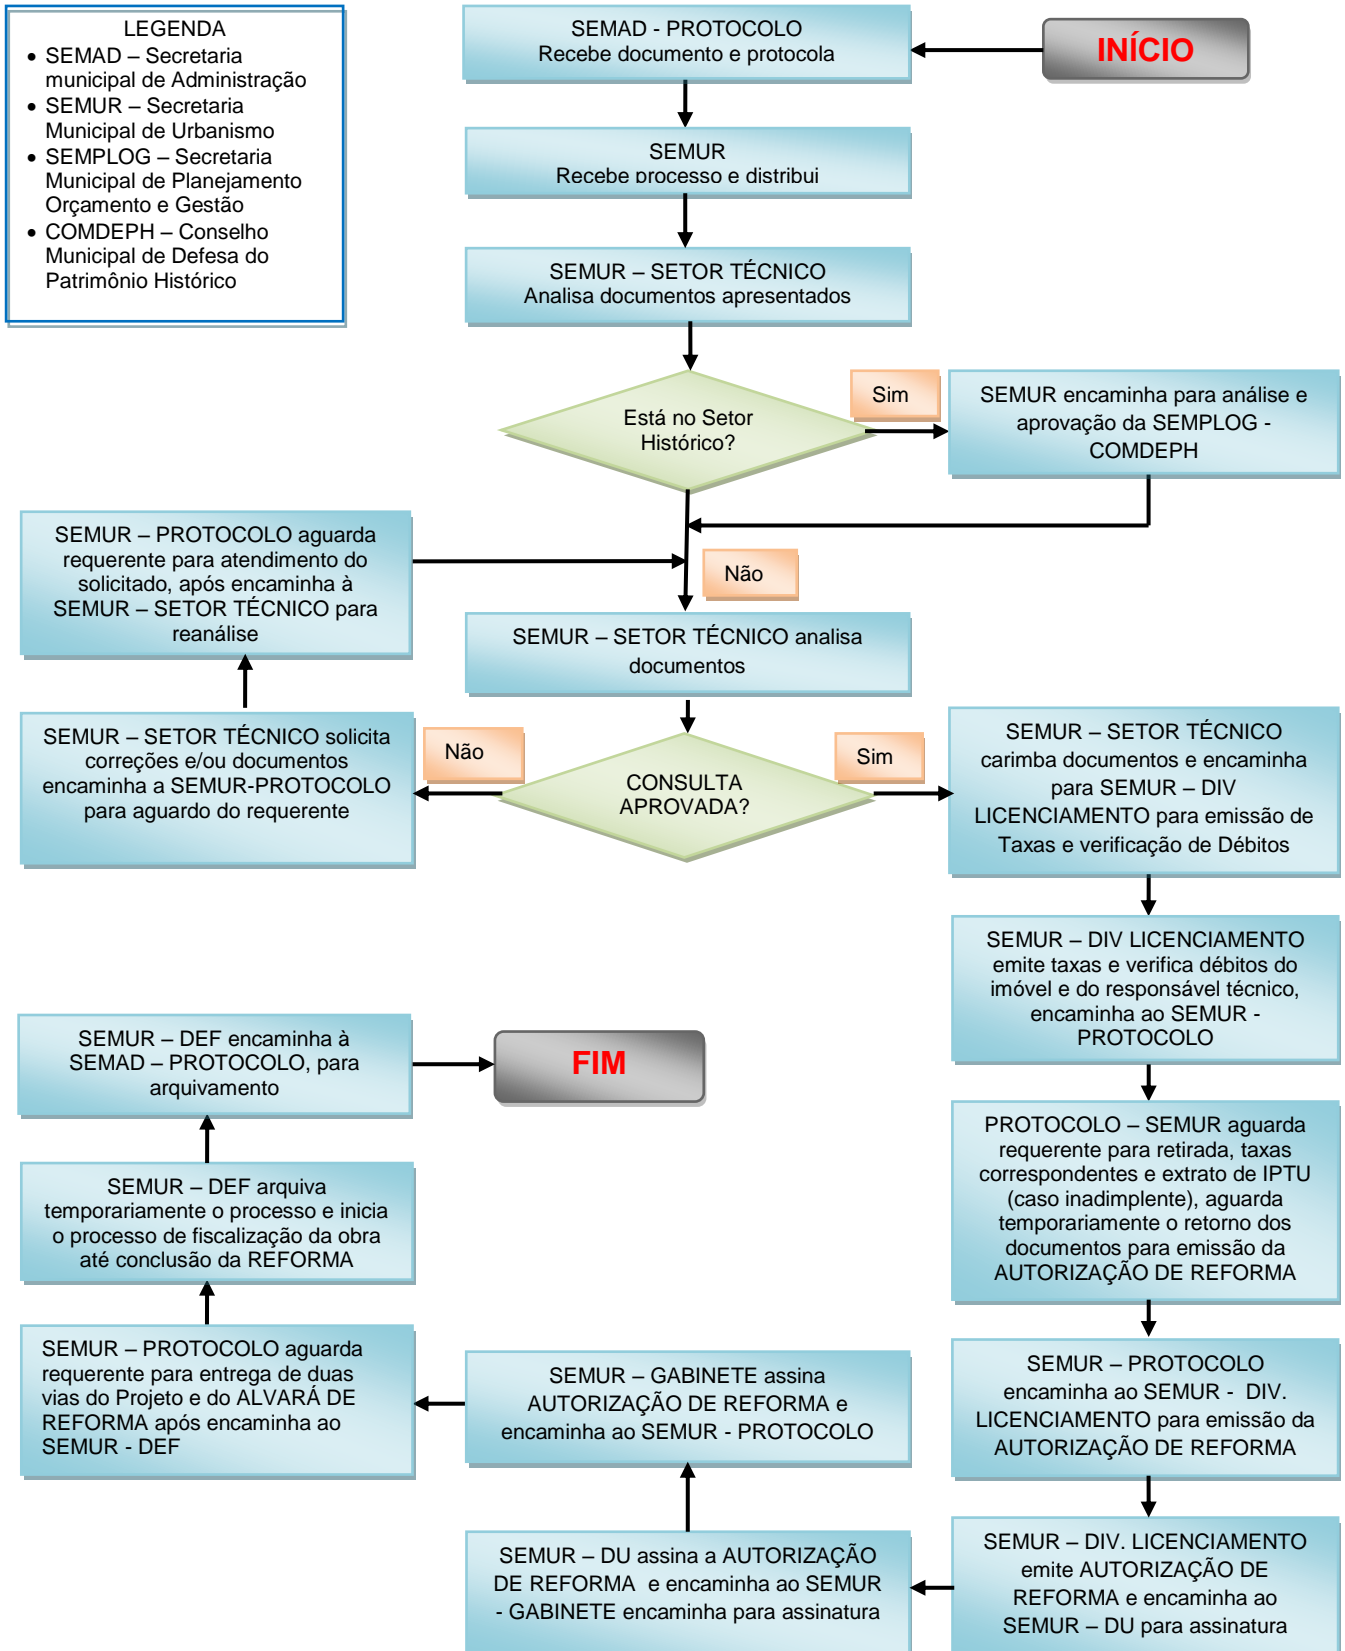 LEGENDA
• SEMAD – Secretaria
municipal de Administração
• SEMUR – Secretaria
Municipal de Urbanismo
• SEMPLOG – Secretaria
Municipal de Planejamento
Orçamento e Gestão
• COMDEPH – Conselho
Municipal de Defesa do
Patrimônio Histórico
INÍCIO
SEMAD - PROTOCOLO
Recebe documento e protocola
SEMUR
Recebe processo e distribui
SEMUR – SETOR TÉCNICO
Analisa documentos apresentados
Está no Setor
Histórico?
Sim
SEMUR encaminha para análise e
aprovação da SEMPLOG -
COMDEPH
Não
SEMUR – PROTOCOLO aguarda
requerente para atendimento do
solicitado, após encaminha à
SEMUR – SETOR TÉCNICO para
reanálise
SEMUR – SETOR TÉCNICO analisa
documentos
SEMUR – SETOR TÉCNICO solicita
correções e/ou documentos
encaminha a SEMUR-PROTOCOLO
para aguardo do requerente
Não
CONSULTA
APROVADA?
Sim
SEMUR – SETOR TÉCNICO
carimba documentos e encaminha
para SEMUR – DIV
LICENCIAMENTO para emissão de
Taxas e verificação de Débitos
SEMUR – DIV LICENCIAMENTO
emite taxas e verifica débitos do
imóvel e do responsável técnico,
encaminha ao SEMUR -
PROTOCOLO
PROTOCOLO – SEMUR aguarda
requerente para retirada, taxas
correspondentes e extrato de IPTU
(caso inadimplente), aguarda
temporariamente o retorno dos
documentos para emissão da
AUTORIZAÇÃO DE REFORMA
SEMUR – PROTOCOLO
encaminha ao SEMUR - DIV.
LICENCIAMENTO para emissão da
AUTORIZAÇÃO DE REFORMA
SEMUR – DIV. LICENCIAMENTO
emite AUTORIZAÇÃO DE
REFORMA e encaminha ao
SEMUR – DU para assinatura
SEMUR – DU assina a AUTORIZAÇÃO
DE REFORMA e encaminha ao SEMUR
- GABINETE encaminha para assinatura
SEMUR – GABINETE assina
AUTORIZAÇÃO DE REFORMA e
encaminha ao SEMUR - PROTOCOLO
SEMUR – PROTOCOLO aguarda
requerente para entrega de duas
vias do Projeto e do ALVARÁ DE
REFORMA após encaminha ao
SEMUR - DEF
SEMUR – DEF arquiva
temporariamente o processo e inicia
o processo de fiscalização da obra
até conclusão da REFORMA
SEMUR – DEF encaminha à
SEMAD – PROTOCOLO, para
arquivamento
FIM